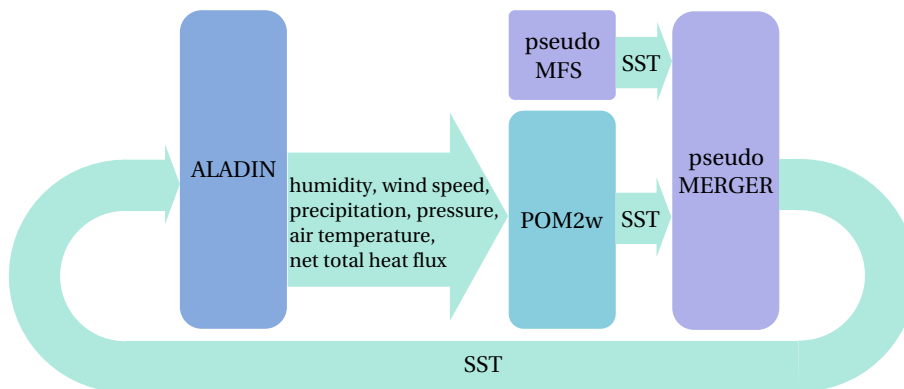 ALADIN
humidity, wind speed,
precipitation, pressure,
air temperature,
net total heat flux
pseudo
MFS
SST
POM2w
SST
pseudo
MERGER
SST